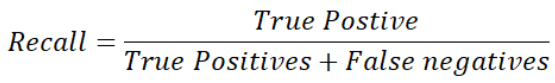 Recall = True Postive / True Positives + False negatives